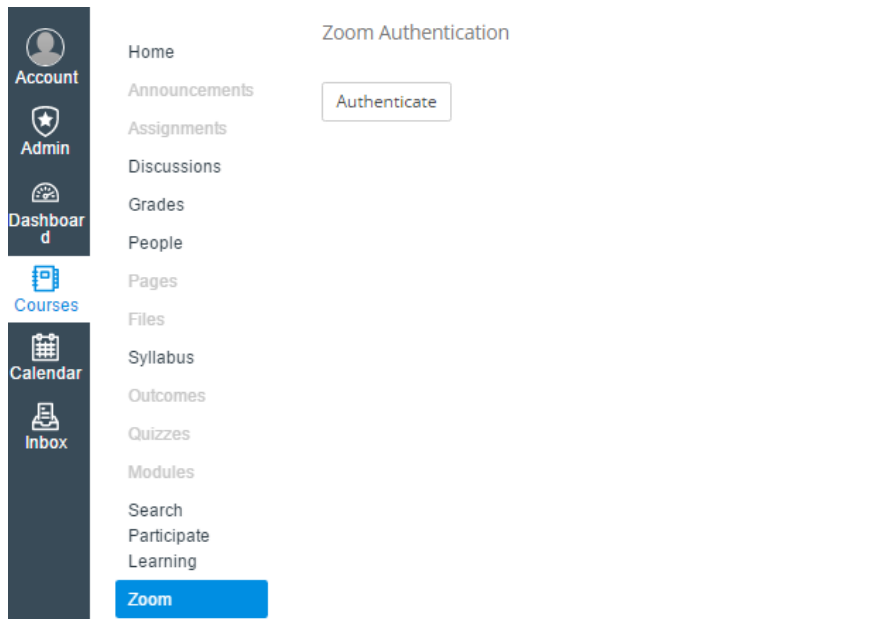 Account
Admin
Dashboar
d
Courses
Calendar
Inbox
Home
Announcements
Assignments
Discussions
Grades
People
Pages
Files
Syllabus
Outcomes
Quizzes
Modules
Search
Participate
Learning
Zoom
Zoom Authentication
Authenticate